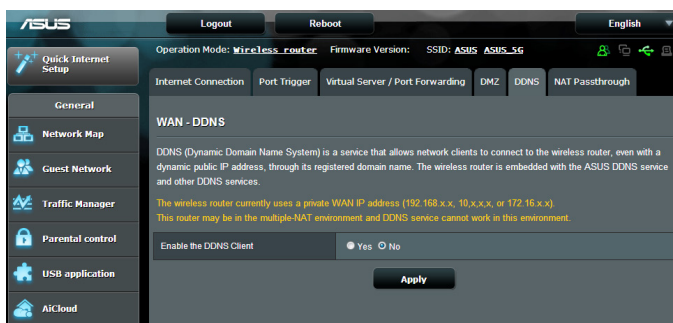 ASUS
Logout
Reboot
English
Quick Internet
Setup
Operation Mode: Wireless router Firmware Version: SSID: ASUS ASUS_5G
Internet Connection
Port Trigger
Virtual Server / Port Forwarding
DMZ
DDNS
NAT Passthrough
General
Network Map
Guest Network
Traffic Manager
Parental control
USB application
AiCloud
WAN - DDNS
DDNS (Dynamic Domain Name System) is a service that allows network clients to connect to the wireless router, even with a
dynamic public IP address, through its registered domain name. The wireless router is embedded with the ASUS DDNS service
and other DDNS services.
The wireless router currently uses a private WAN IP address (192.168.x.x, 10,x,x,x, or 172.16.x.x).
This router may be in the multiple-NAT environment and DDNS service cannot work in this environment.
Enable the DDNS Client
Yes No
Apply